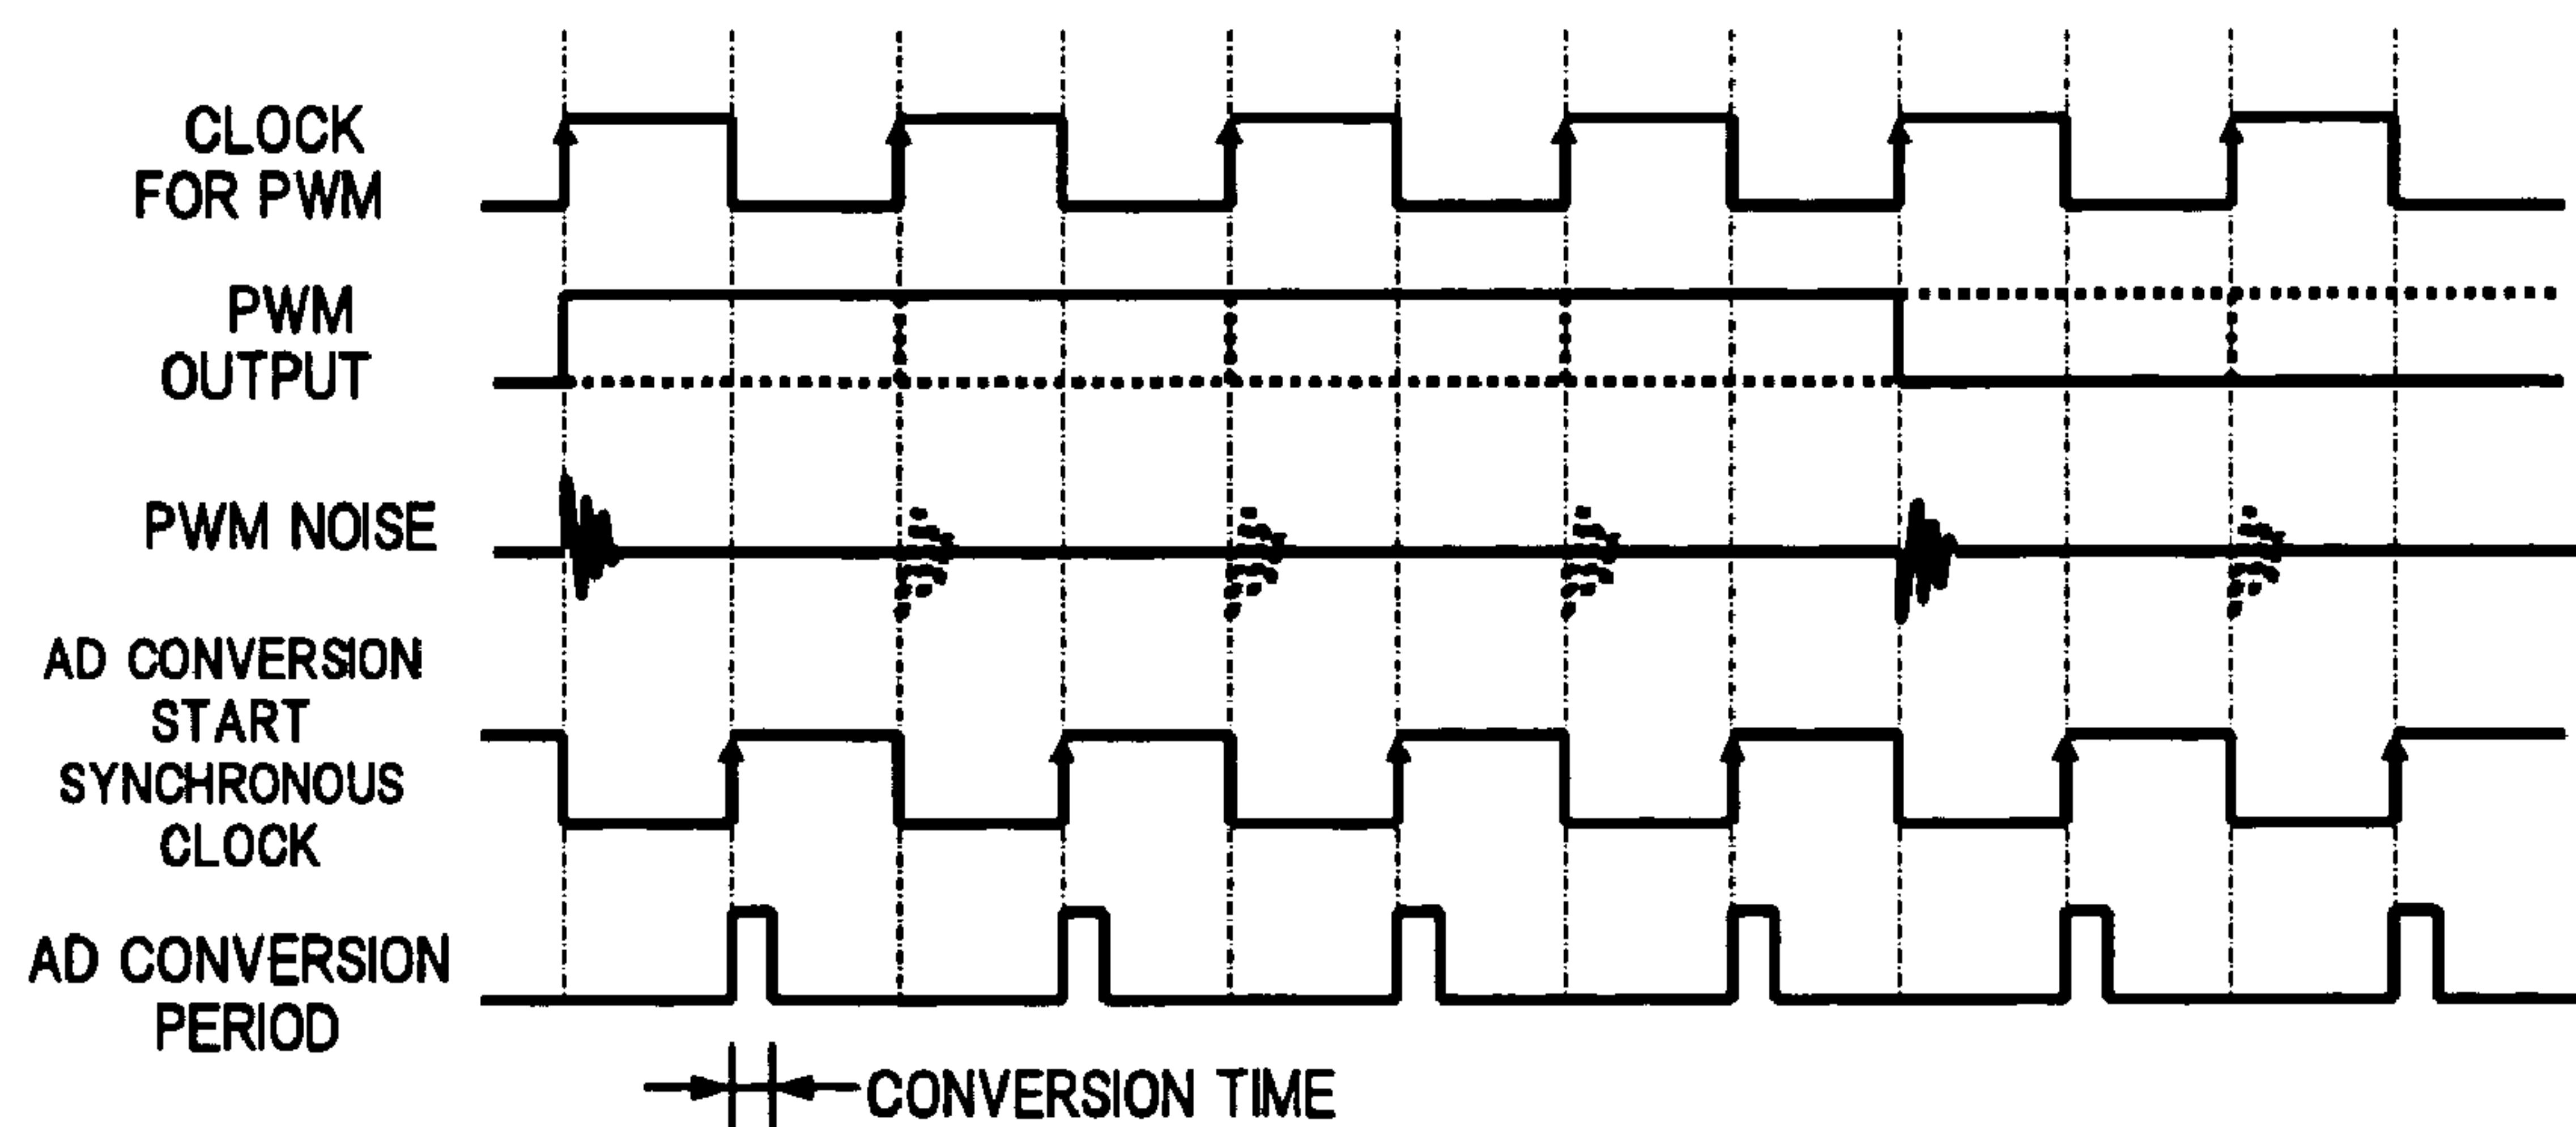 CLOCK
FOR PWM
PWM
OUTPUT
PWM NOISE
AD CONVERSION
START
SYNCHRONOUS
CLOCK
AD CONVERSION
PERIOD
CONVERSION TIME